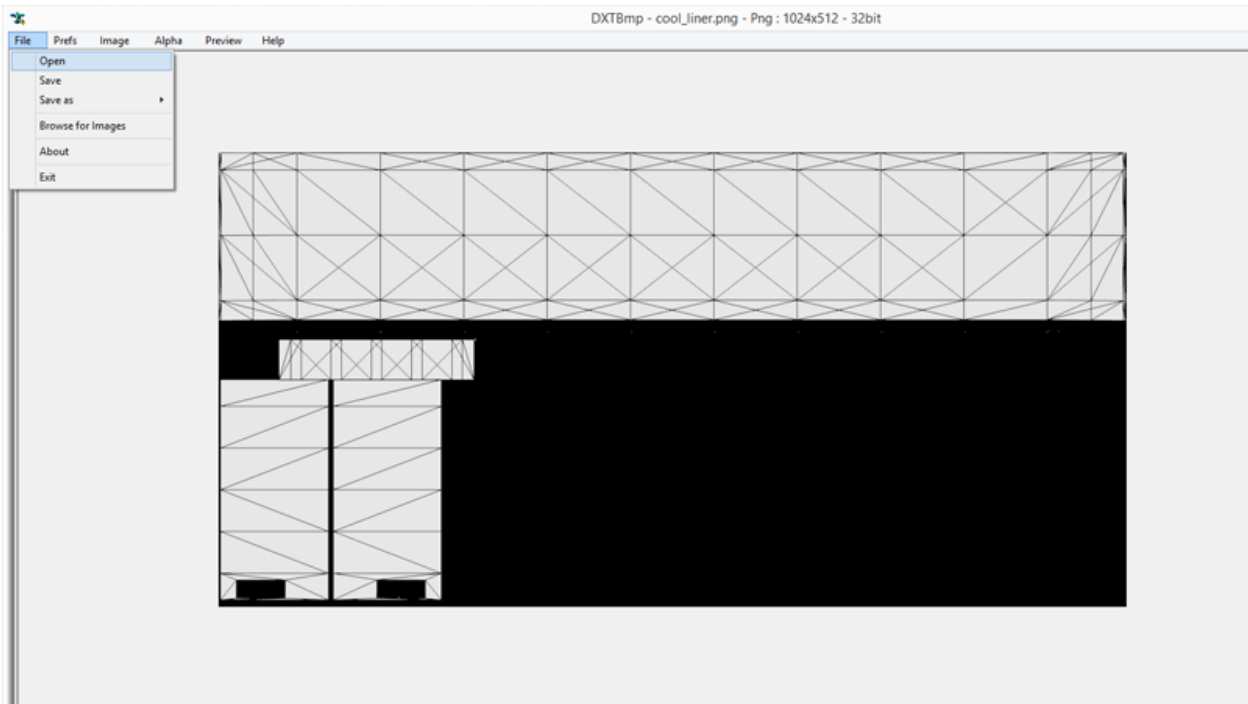 DXTBmp - cool_liner.png - Png : 1024x512 - 32bit
File Prefs Image Alpha Preview Help
Open
Save
Save as
Browse for Images
About
Exit